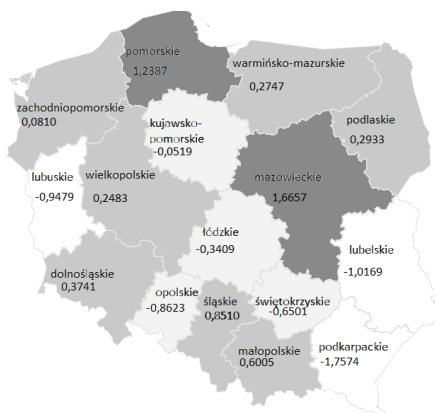 pomorskie
1,2387
warmińsko-mazurskie
0,2747
zachodniopomorskie
0,0810
kujawsko-
pomorskie
-0,0519
podlaskie
0,2933
lubuskie
-0,9479
wielkopolskie
0,2483
mazowieckie
1,6657
łódzkie
-0,3409
lubelskie
-1,0169
dolnośląskie
0,3741
opolskie
-0,8623
śląskie
0,8510
świętokrzyskie
-0,6501
małopolskie
0,6005
podkarpackie
-1,7574